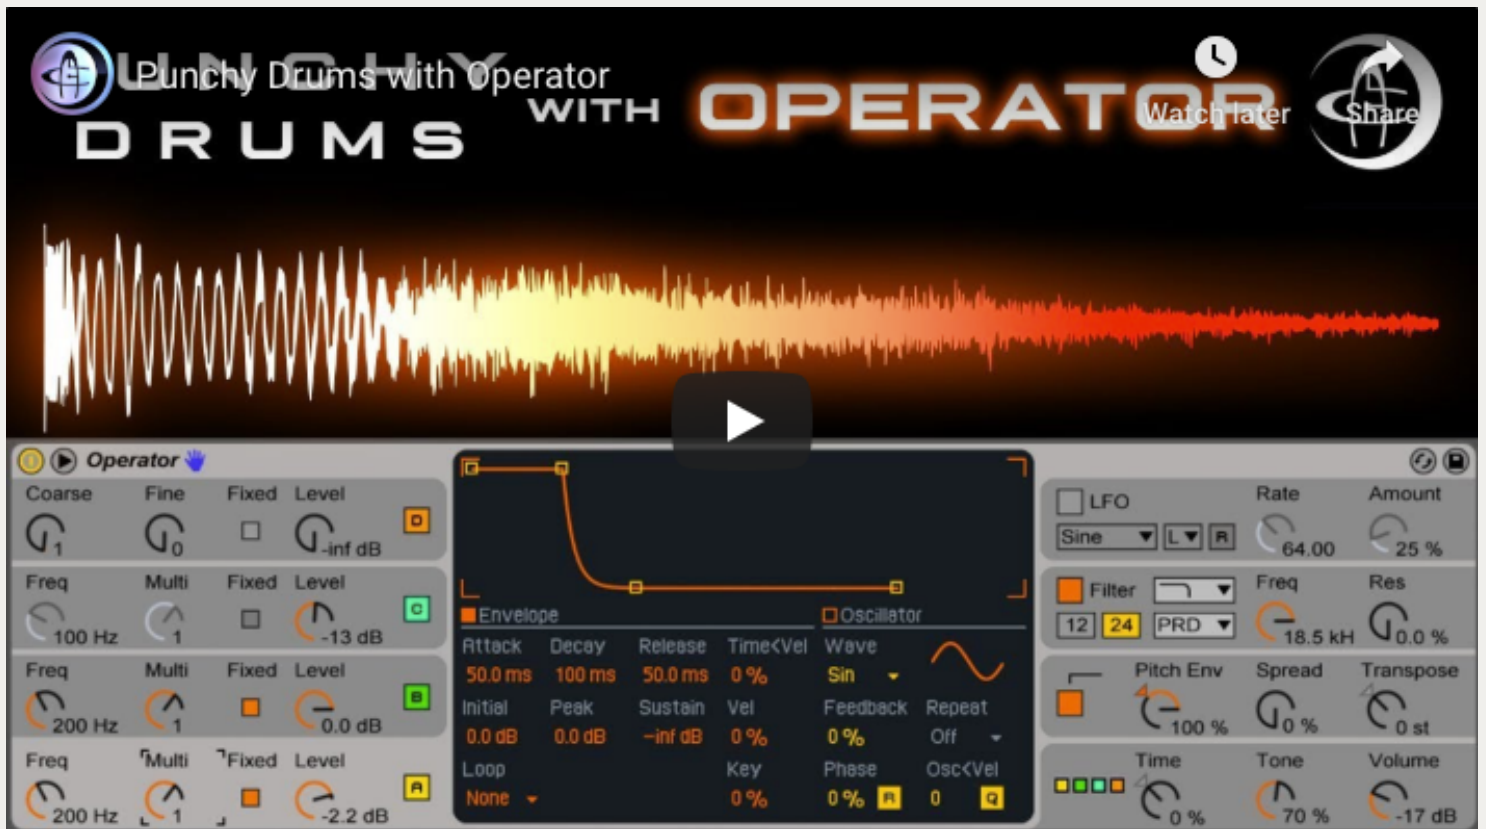 Punchy Drums with Operator
PUNCHY
DRUMS
WITH OPERATOR
Watch later
Share
Operator
Coarse Fine Fixed Level
1 0 -inf dB D
Freq Multi Fixed Level
100 Hz 1 -13 dB C
Freq Multi Fixed Level
200 Hz 1 0.0 dB B
Freq Multi Fixed Level
200 Hz 1 -2.2 dB A
Envelope Oscillator
Attack Decay Release Time<Vel Wave
50.0 ms 100 ms 50.0 ms 0 % Sin
Initial Peak Sustain Vel Feedback Repeat
0.0 dB 0.0 dB -inf dB 0 % 0 % Off
Loop Key Phase Osc<Vel
None 0 % 0 % R 0 Q
LFO Rate Amount
Sine L R 64.00 25 %
Filter Freq Res
12 24 PRD 18.5 kH 0.0 %
Pitch Env Spread Transpose
100 % 0 % 0 st
Time Tone Volume
0 % 70 % -17 dB